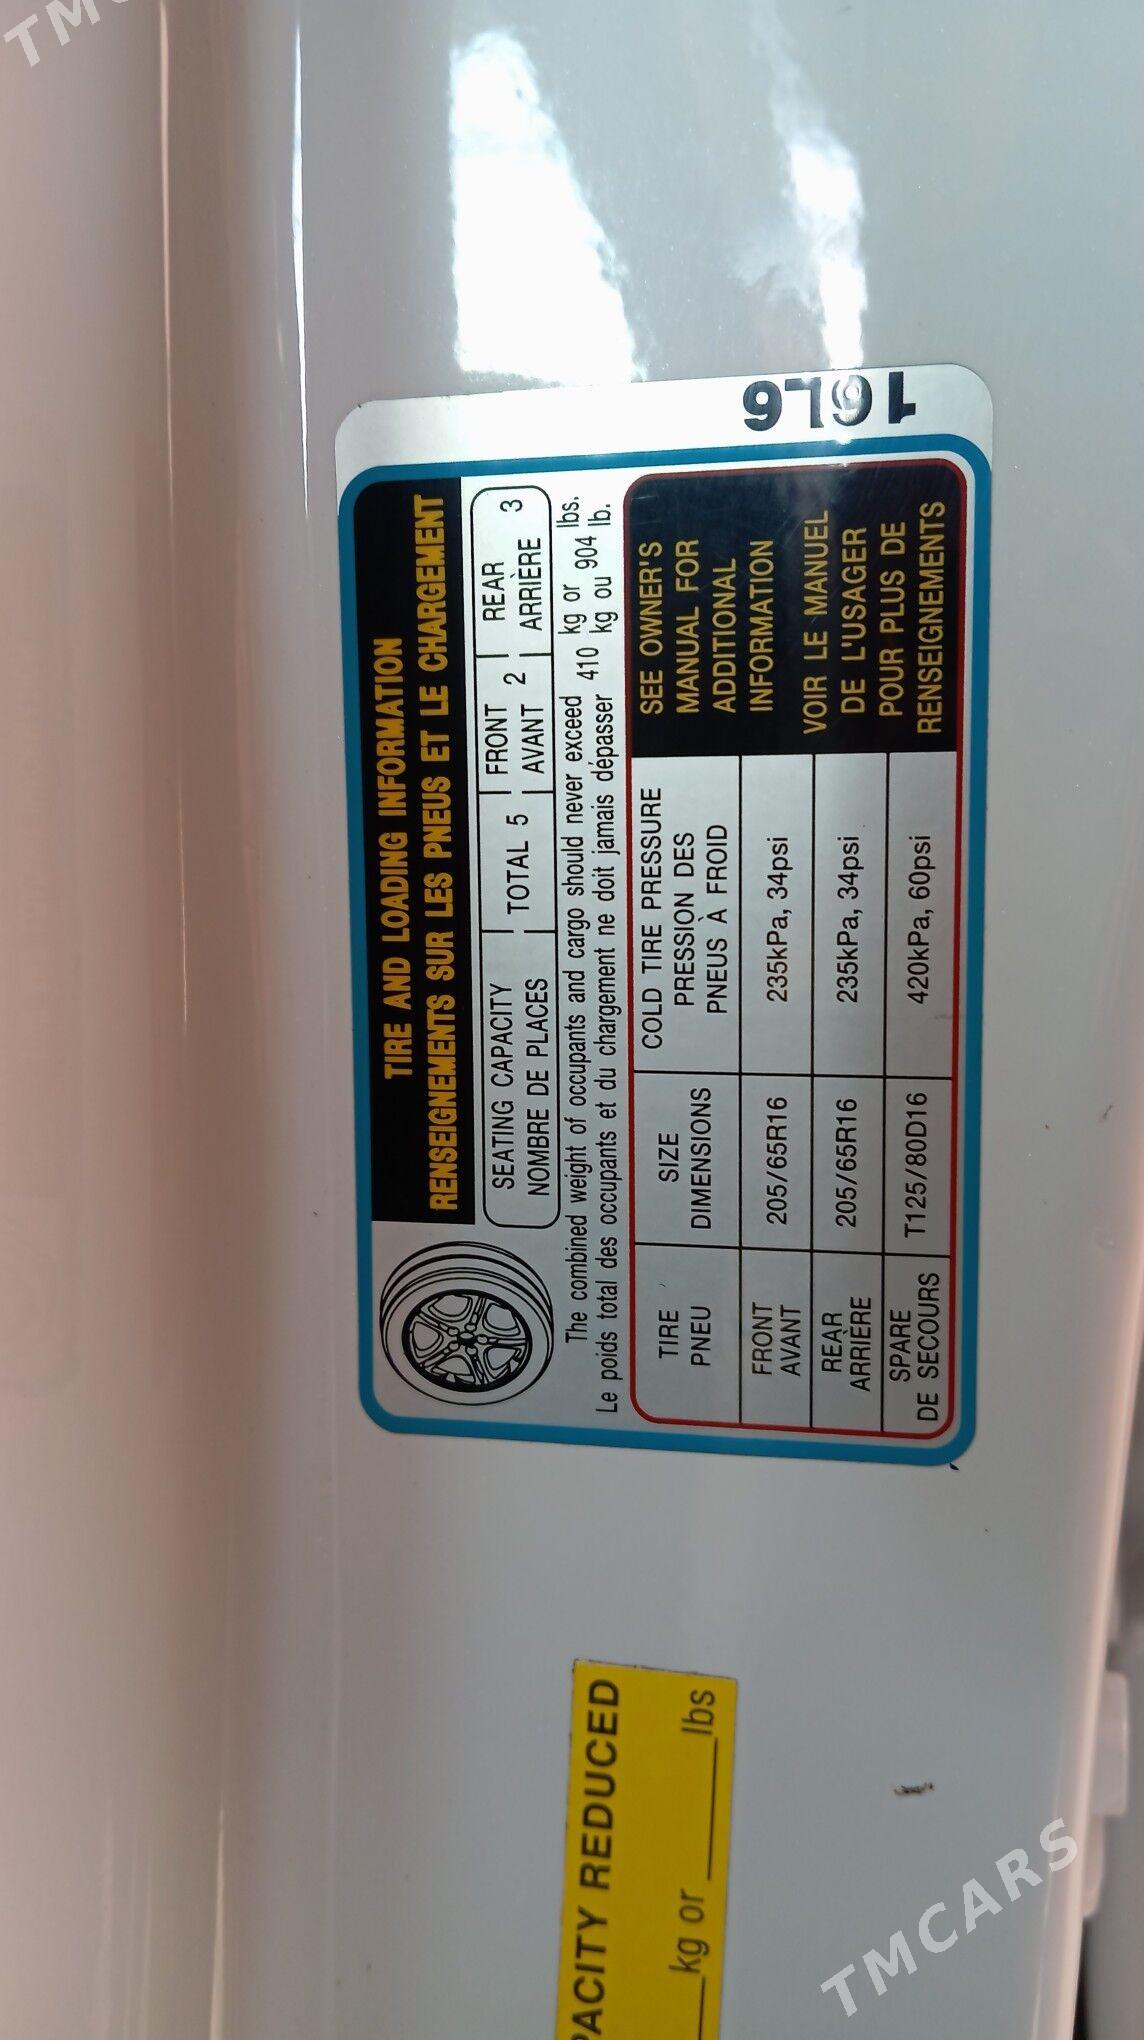 TIRE AND LOADING INFORMATION
RENSEIGNEMENTS SUR LES PNEUS ET LE CHARGEMENT
SEATING CAPACITY
NOMBRE DE PLACES
TOTAL 5
FRONT
AVANT 2
REAR
ARRIÈRE 3
The combined weight of occupants and cargo should never exceed 410 kg or 904 lbs.
Le poids total des occupants et du chargement ne doit jamais dépasser kg ou lb.
TIRE
PNEU
SIZE
DIMENSIONS
COLD TIRE PRESSURE
PRESSION DES
PNEUS À FROID
FRONT
AVANT
205/65R16
235kPa, 34psi
REAR
ARRIÈRE
205/65R16
235kPa, 34psi
SPARE
DE SECOURS
T125/80D16
420kPa, 60psi
SEE OWNER'S
MANUAL FOR
ADDITIONAL
INFORMATION
VOIR LE MANUEL
DE L'USAGER
POUR PLUS DE
RENSEIGNEMENTS
16L6
PACITY REDUCED
kg or lbs
TMCARS
TMC